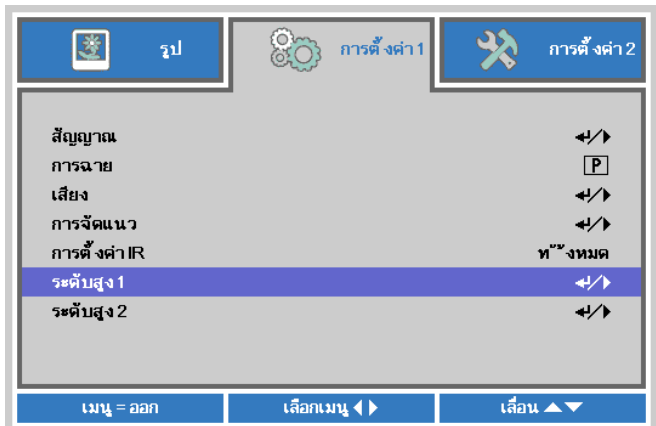 รูป
การตั้งค่า 1
การตั้งค่า 2
สัญญาณ
การฉาย P
เสียง
การจัดแนว
การตั้งค่า IR ท ั ้งหมด
ระดับสูง 1
ระดับสูง 2
เมนู = ออก
เลือกเมนู
เลื่อน